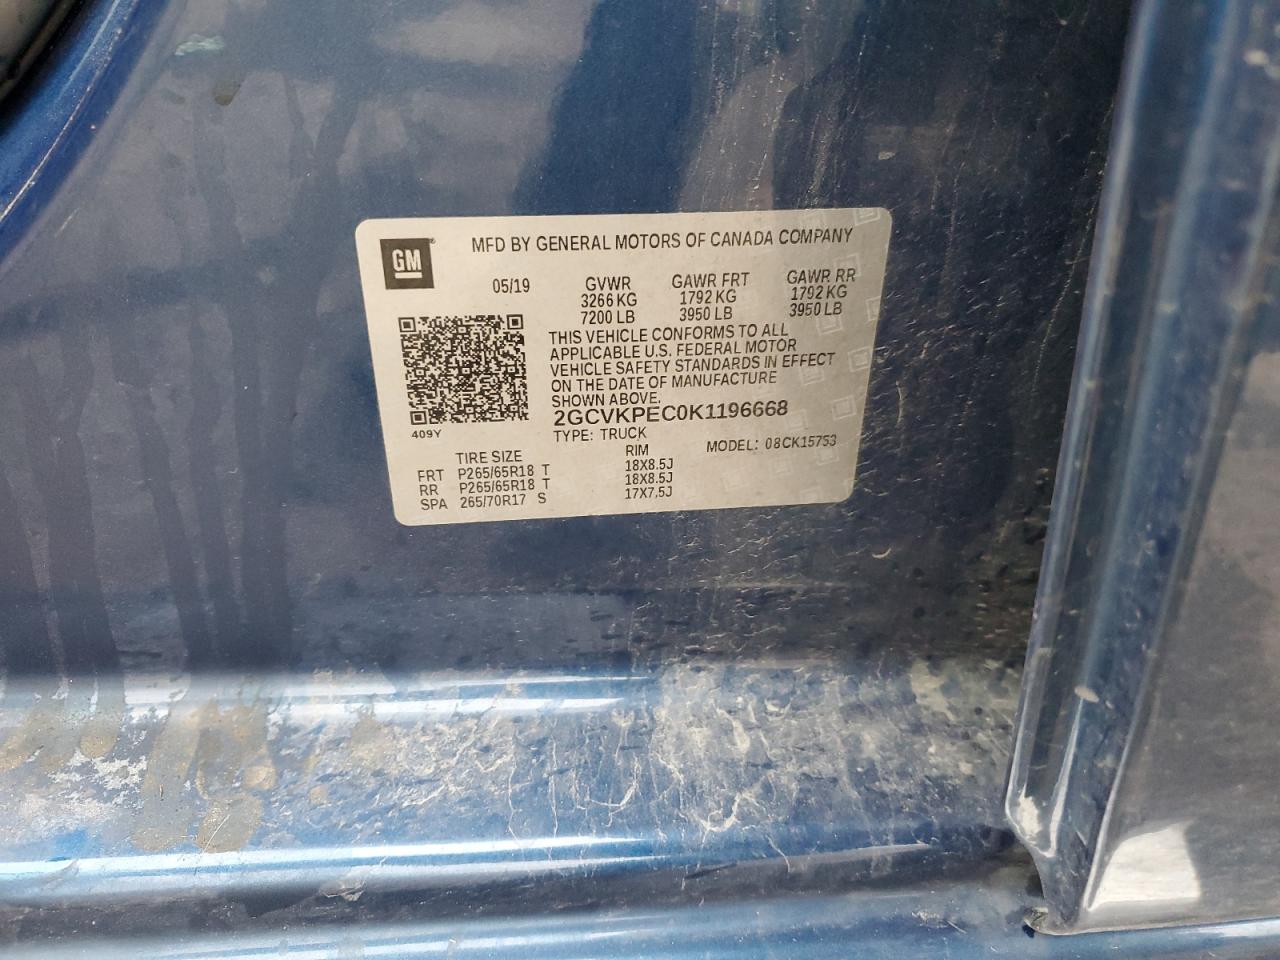 GM
MFD BY GENERAL MOTORS OF CANADA COMPANY
05/19 GVWR GAWR FRT GAWR RR
3266 KG 1792 KG 1792 KG
7200 LB 3950 LB 3950 LB
THIS VEHICLE CONFORMS TO ALL
APPLICABLE U.S. FEDERAL MOTOR
VEHICLE SAFETY STANDARDS IN EFFECT
ON THE DATE OF MANUFACTURE
SHOWN ABOVE.
2GCVKPEC0K1196668
409Y
TYPE: TRUCK MODEL: 08CK15753
TIRE SIZE RIM
FRT P265/65R18 T 18X8.5J
RR P265/65R18 T 18X8.5J
SPA 265/70R17 S 17X7.5J